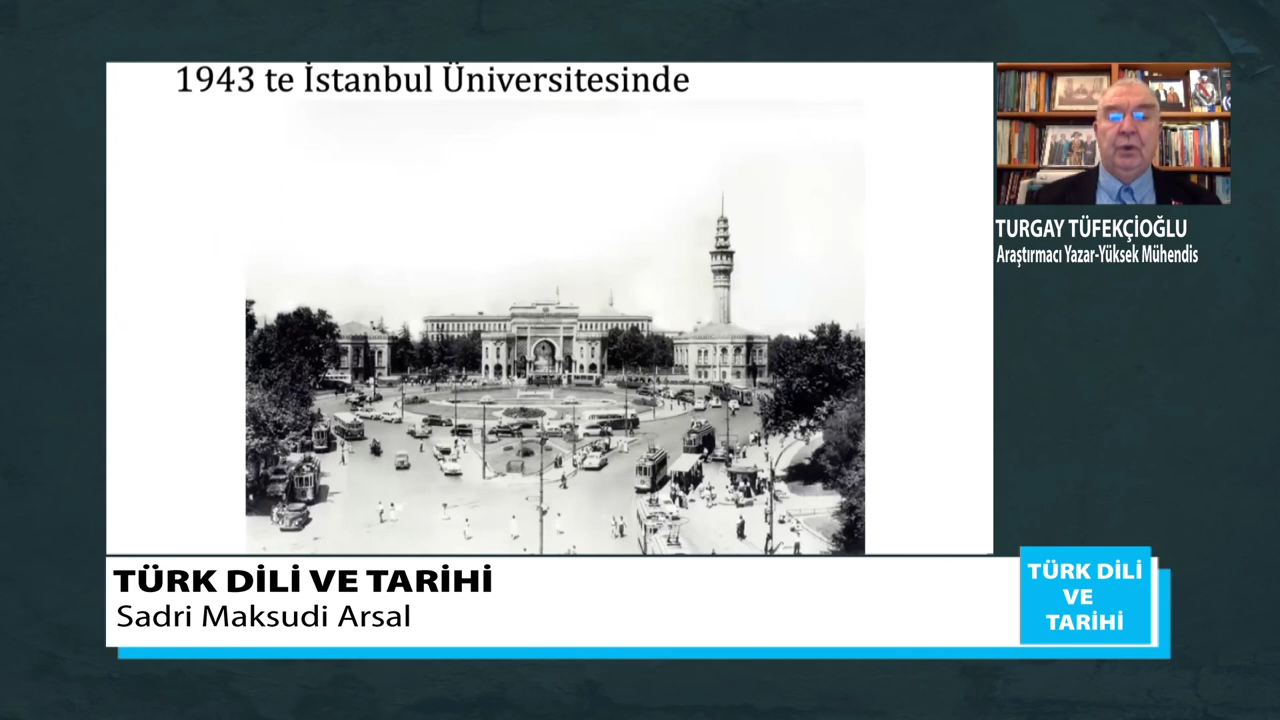 1943 te İstanbul Üniversitesinde
TURGAY TÜFEKÇİOĞLU
Araştırmacı Yazar-Yüksek Mühendis
TÜRK DİLİ VE TARİHİ
Sadri Maksudi Arsal
TÜRK DİLİ
VE
TARİHİ